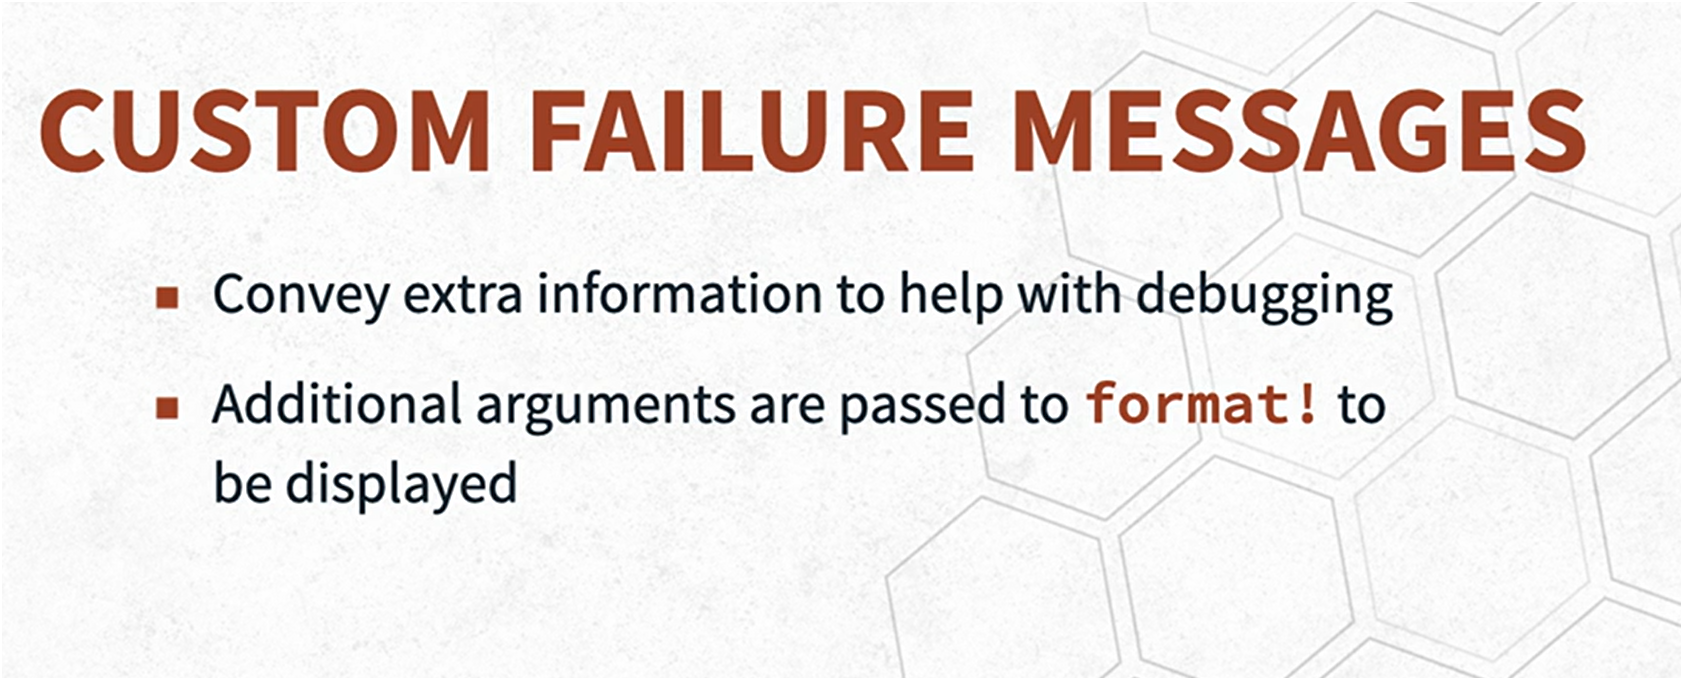 CUSTOM FAILURE MESSAGES
Convey extra information to help with debugging
Additional arguments are passed to format! to
be displayed